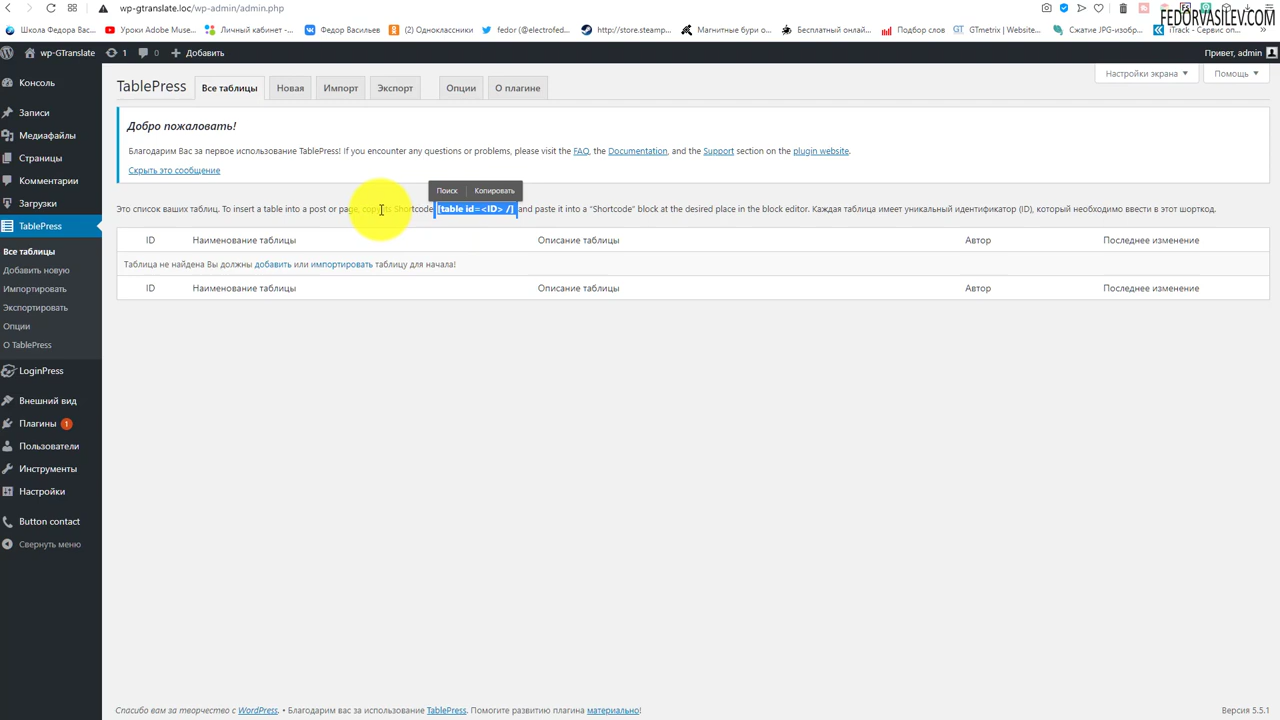 wp-gtranslate.loc/wp-admin/admin.php
FEDORVASILEV.COM
Школа Федора Вас...
Уроки Adobe Muse...
Личный кабинет -...
Федор Васильев
(2) Одноклассники
fedor (@electrofed...
http://store.steamp...
Магнитные бури о...
Бесплатный онлай...
Подбор слов
GTmetrix | Website...
Сжатие JPG-изобр...
iTrack - Сервис оп...
wp-GTranslate
1
0
Добавить
Привет, admin
Консоль
Записи
Медиафайлы
Страницы
Комментарии
Загрузки
TablePress
Все таблицы
Добавить новую
Импортировать
Экспортировать
Опции
О TablePress
LoginPress
Внешний вид
Плагины 1
Пользователи
Инструменты
Настройки
Button contact
Свернуть меню
TablePress
Все таблицы
Новая
Импорт
Экспорт
Опции
О плагине
Настройки экрана
Помощь
Добро пожаловать!
Благодарим Вас за первое использование TablePress! If you encounter any questions or problems, please visit the FAQ, the Documentation, and the Support section on the plugin website.
Скрыть это сообщение
Поиск
Копировать
Это список ваших таблиц. To insert a table into a post or page, copy its Shortcode [table id=<ID> /] and paste it into a “Shortcode” block at the desired place in the block editor. Каждая таблица имеет уникальный идентификатор (ID), который необходимо ввести в этот шорткод.
ID Наименование таблицы Описание таблицы Автор Последнее изменение
Таблица не найдена Вы должны добавить или импортировать таблицу для начала!
ID Наименование таблицы Описание таблицы Автор Последнее изменение
Спасибо вам за творчество с WordPress. • Благодарим вас за использование TablePress. Помогите развитию плагина материально!
Версия 5.5.1